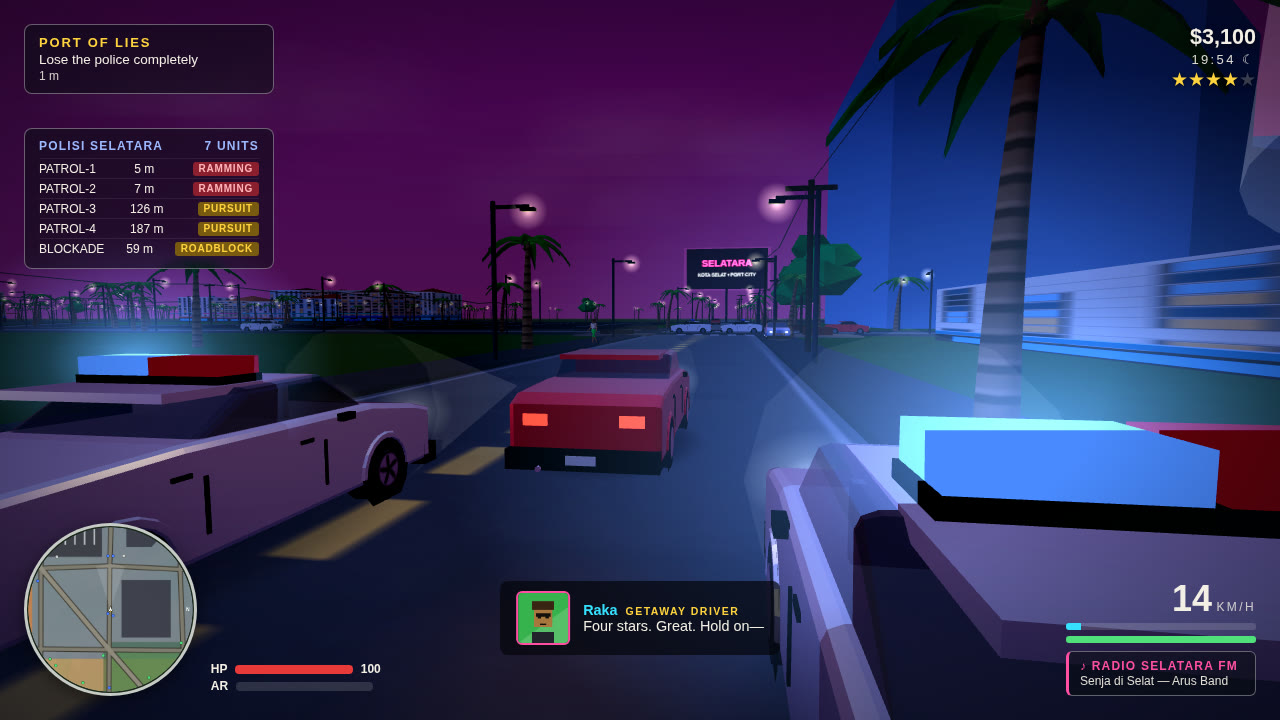 PORT OF LIES
Lose the police completely
1 m
POLISI SELATARA 7 UNITS
PATROL-1 5 m RAMMING
PATROL-2 7 m RAMMING
PATROL-3 126 m PURSUIT
PATROL-4 187 m PURSUIT
BLOCKADE 59 m ROADBLOCK
$3,100
19:54 ☾
★★★★★
SELATARA
KOTA SELAT • PORT CITY
Raka GETAWAY DRIVER
Four stars. Great. Hold on—
HP 100
AR
14 KM/H
♪ RADIO SELATARA FM
Senja di Selat — Arus Band